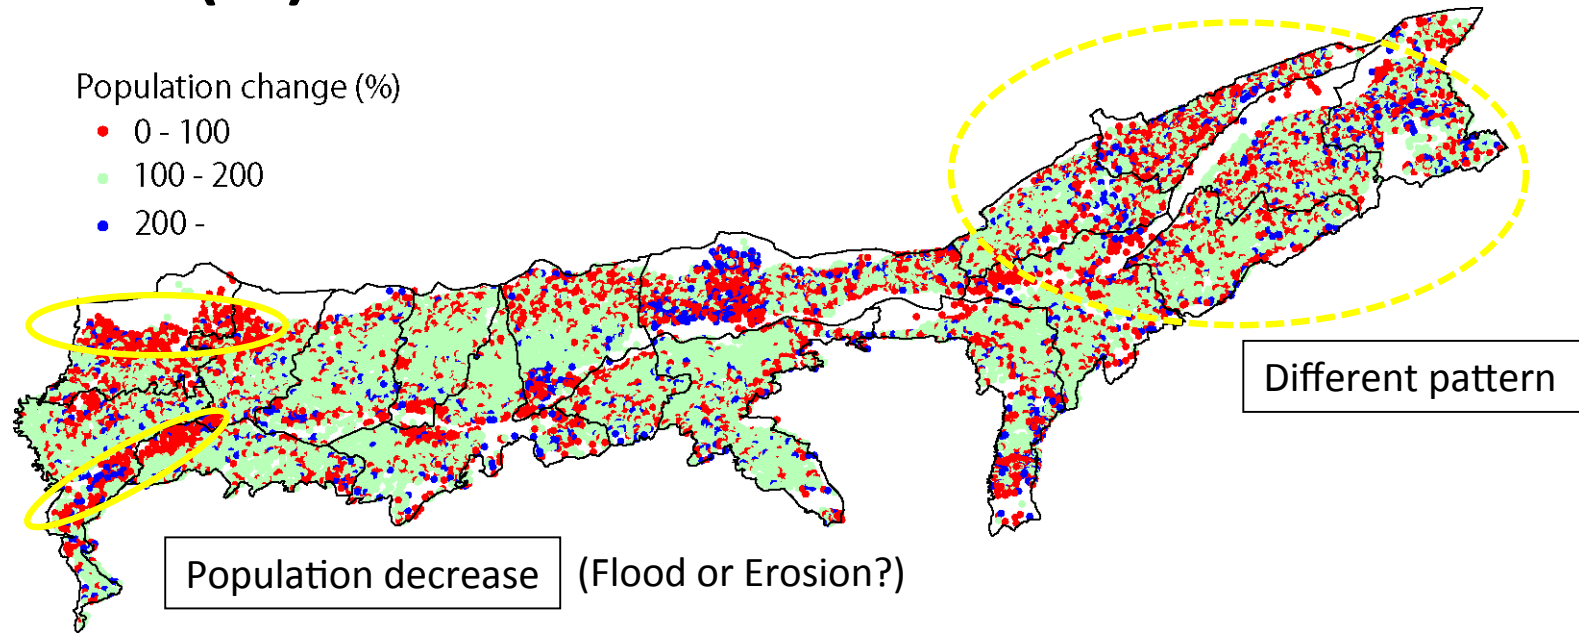 Population change (%)
0 - 100
100 - 200
200 -
Different pattern
Population decrease (Flood or Erosion?)